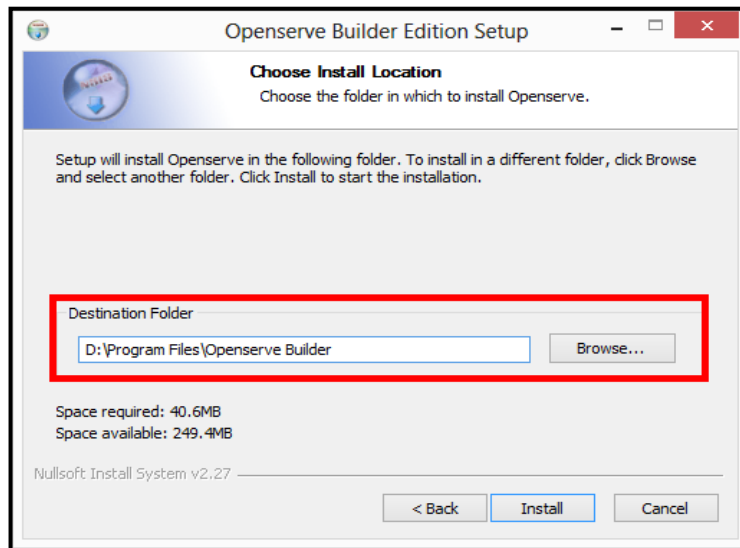 Openserve Builder Edition Setup
Choose Install Location
Choose the folder in which to install Openserve.
Setup will install Openserve in the following folder. To install in a different folder, click Browse
and select another folder. Click Install to start the installation.
Destination Folder
D:\Program Files\Openserve Builder
Browse...
Space required: 40.6MB
Space available: 249.4MB
Nullsoft Install System v2.27
< Back
Install
Cancel